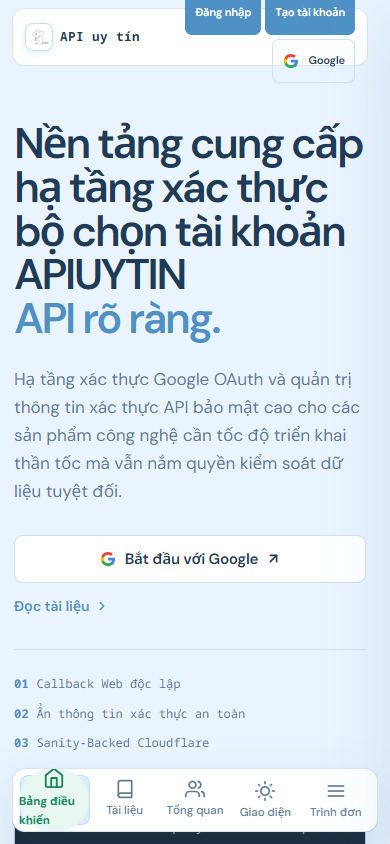 Đăng nhập
Tạo tài khoản
API uy tín
Google
Nền tảng cung cấp
hạ tầng xác thực
bộ chọn tài khoản
APIUYTIN
API rõ ràng.
Hạ tầng xác thực Google OAuth và quản trị
thông tin xác thực API bảo mật cao cho các
sản phẩm công nghệ cần tốc độ triển khai
thần tốc mà vẫn nắm quyền kiểm soát dữ
liệu tuyệt đối.
Bắt đầu với Google
Đọc tài liệu
01 Callback Web độc lập
02 Ẩn thông tin xác thực an toàn
03 Sanity-Backed Cloudflare
Bảng điều
khiển
Tài liệu
Tổng quan
Giao diện
Trình đơn